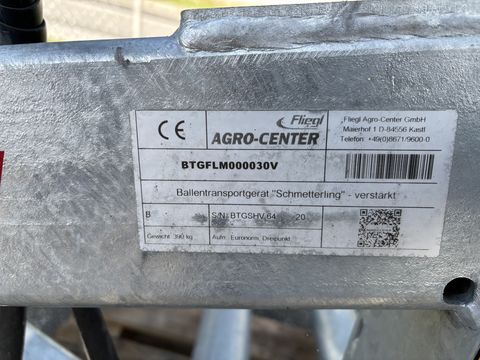 CE
Fliegl
AGRO-CENTER
Fliegl Agro-Center GmbH
Maierhof 1 D-84556 Kastl
Telefon: +49(0)8671/9600-0
BTGFLM000030V
Ballentransportgerät "Schmetterling" - verstärkt
B S/N: BTGSHV 64 20
Gewicht: 390 kg Aufn: Euronorm, Dreipunkt